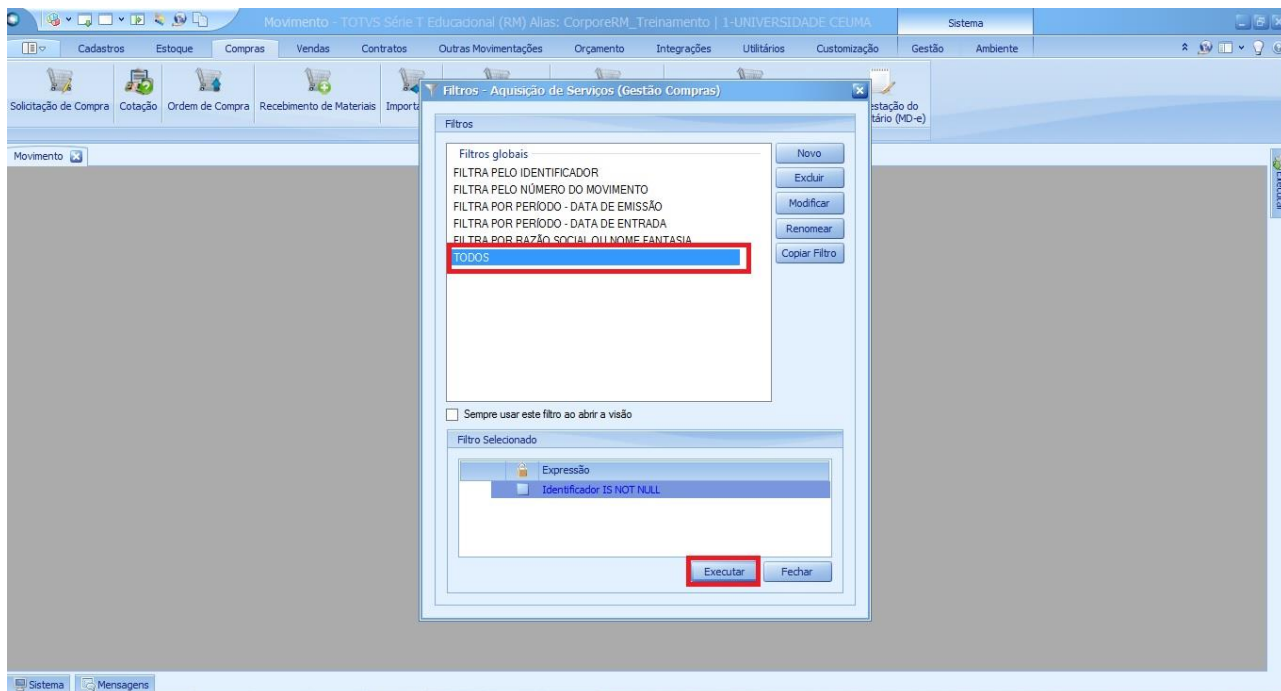 Movimento - TOTVS Série T Educacional (RM) Alias: CorporeRM_Treinamento | 1-UNIVERSIDADE CEUMA
Sistema
Cadastros Estoque Compras Vendas Contratos Outras Movimentações Orçamento Integrações Utilitários Customização Gestão Ambiente
Solicitação de Compra Cotação Ordem de Compra Recebimento de Materiais
(MD-e)
Movimento
Executar
Filtros - Aquisição de Serviços (Gestão Compras)
Filtros
Filtros globais
FILTRA PELO IDENTIFICADOR
FILTRA PELO NÚMERO DO MOVIMENTO
FILTRA POR PERÍODO - DATA DE EMISSÃO
FILTRA POR PERÍODO - DATA DE ENTRADA
FILTRA POR RAZÃO SOCIAL OU NOME FANTASIA
TODOS
Novo
Excluir
Modificar
Renomear
Copiar Filtro
Sempre usar este filtro ao abrir a visão
Filtro Selecionado
Expressão
Identificador IS NOT NULL
Executar Fechar
Sistema Mensagens